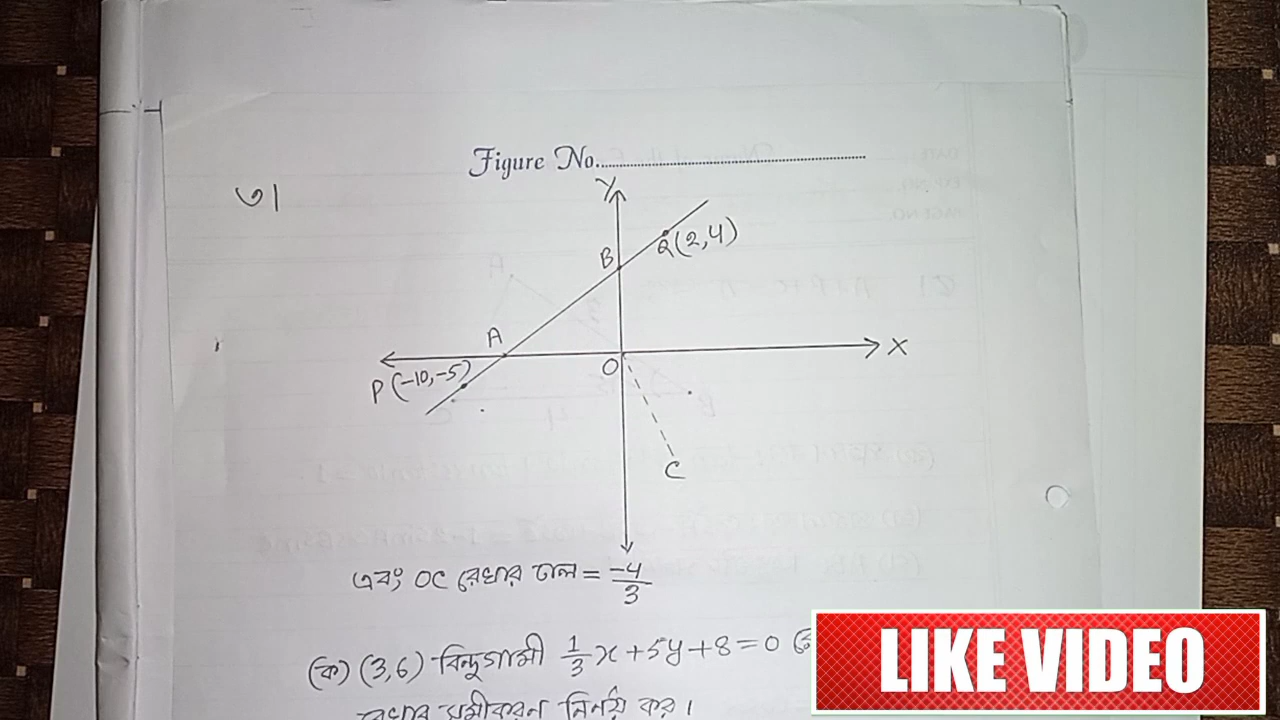 Figure No.
৩।
Y
B
Q(2,4)
A
X
O
P(-10,-5)
C
এবং OC রেখার ঢাল = -4/3
(ক) (3,6) বিন্দুগামী 1/3x+5y+8=0
রেখার সমীকরন নির্ণয় কর।
LIKE VIDEO